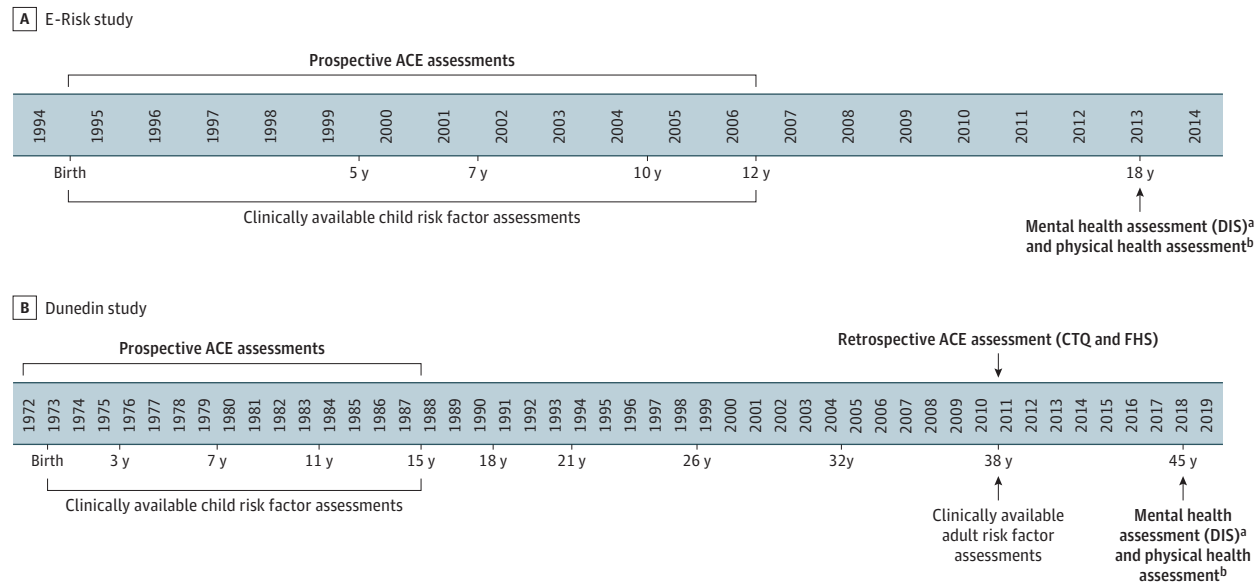 A E-Risk study
Prospective ACE assessments
1994 1995 1996 1997 1998 1999 2000 2001 2002 2003 2004 2005 2006 2007 2008 2009 2010 2011 2012 2013 2014
Birth 5 y 7 y 10 y 12 y 18 y
Clinically available child risk factor assessments
Mental health assessment (DIS)a
and physical health assessmentb
B Dunedin study
Prospective ACE assessments
Retrospective ACE assessment (CTQ and FHS)
1972 1973 1974 1975 1976 1977 1978 1979 1980 1981 1982 1983 1984 1985 1986 1987 1988 1989 1990 1991 1992 1993 1994 1995 1996 1997 1998 1999 2000 2001 2002 2003 2004 2005 2006 2007 2008 2009 2010 2011 2012 2013 2014 2015 2016 2017 2018 2019
Birth 3 y 7 y 11 y 15 y 18 y 21 y 26 y 32y 38 y 45 y
Clinically available child risk factor assessments
Clinically available
adult risk factor
assessments
Mental health
assessment (DIS)a
and physical health
assessmentb